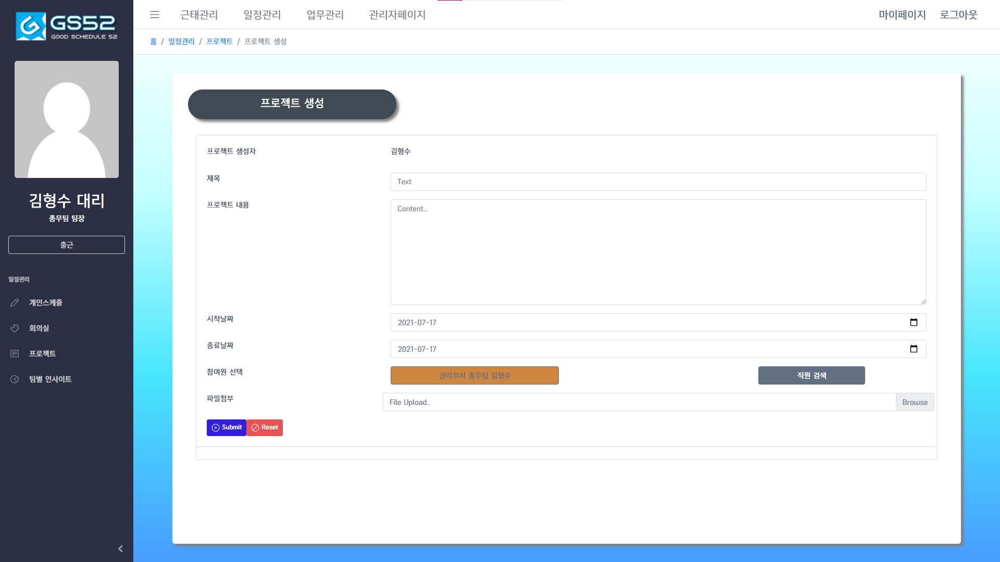 GS52
GOOD SCHEDULE 52
김형수 대리
총무팀 팀장
출근
일정관리
개인스케줄
회의실
프로젝트
팀별 인사이트
근태관리 일정관리 업무관리 관리자페이지 마이페이지 로그아웃
홈 / 일정관리 / 프로젝트 / 프로젝트 생성
프로젝트 생성
프로젝트 생성자 김형수
제목 Text
프로젝트 내용 Content...
시작날짜 2021-07-17
종료날짜 2021-07-17
참여원 선택 관리부서 총무팀 김형수 직원 검색
파일첨부 File Upload.. Browse
Submit Reset